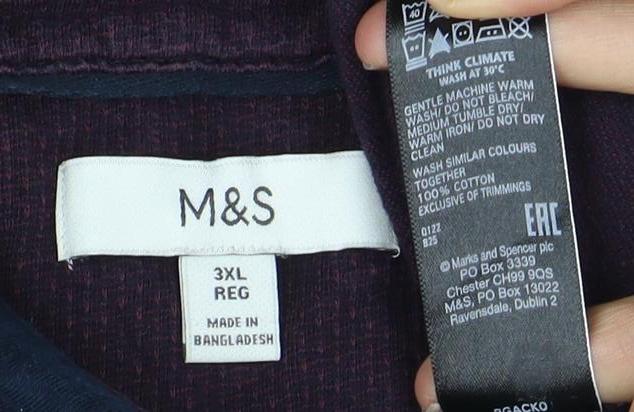 M&S
3XL
REG
MADE IN
BANGLADESH
40
THINK CLIMATE
WASH AT 30°C
GENTLE MACHINE WARM
WASH/ DO NOT BLEACH/
MEDIUM TUMBLE DRY/
WARM IRON/ DO NOT DRY
CLEAN
WASH SIMILAR COLOURS
TOGETHER
100% COTTON
EXCLUSIVE OF TRIMMINGS
EAC
Q122
B25
© Marks and Spencer plc
PO Box 3339
Chester CH99 9QS
M&S, PO Box 13022
Ravensdale, Dublin 2